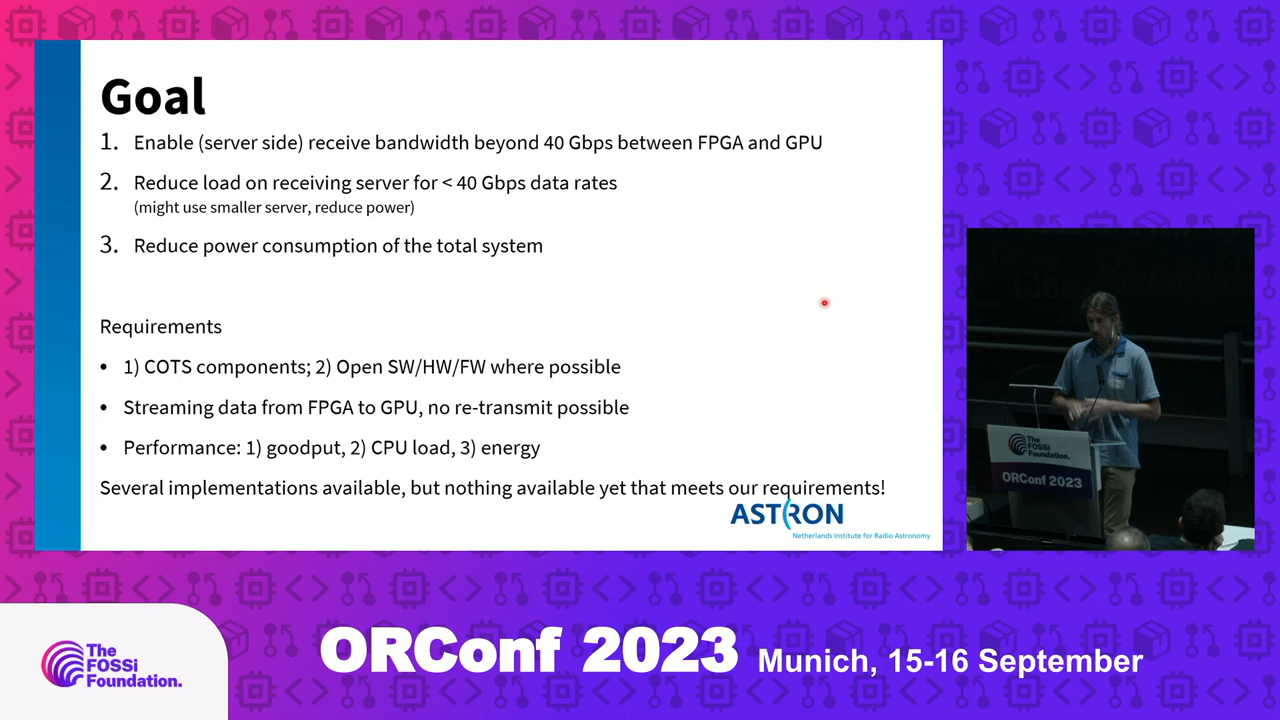 Goal
1. Enable (server side) receive bandwidth beyond 40 Gbps between FPGA and GPU
2. Reduce load on receiving server for < 40 Gbps data rates
(might use smaller server, reduce power)
3. Reduce power consumption of the total system
Requirements
• 1) COTS components; 2) Open SW/HW/FW where possible
• Streaming data from FPGA to GPU, no re-transmit possible
• Performance: 1) goodput, 2) CPU load, 3) energy
Several implementations available, but nothing available yet that meets our requirements!
ASTRON
Netherlands Institute for Radio Astronomy
The
FOSSi
Foundation.
ORConf 2023
The
FOSSi
Foundation.
ORConf 2023 Munich, 15-16 September